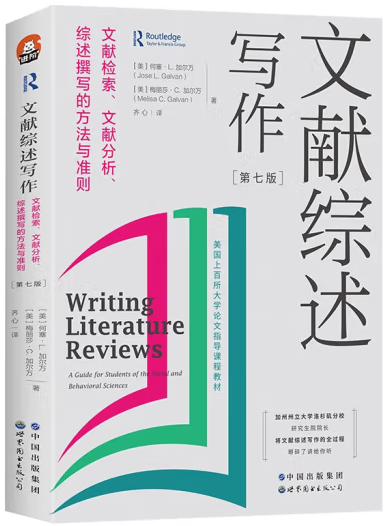 Routledge
Taylor & Francis Group
[美] 何塞·L. 加尔万
(Jose L. Galvan)
[美] 梅丽莎·C. 加尔万
(Melisa C. Galvan)
著
齐心 | 译
文献综述
写作
[第七版]
文献检索、文献分析、
综述撰写的方法与准则
美国上百所大学论文指导课程教材
Writing
Literature
Reviews
A Guide for Students of the Social and
Behavioral Sciences
加州州立大学洛杉矶分校
研究生院院长
将文献综述写作的全过程
掰碎了讲给你听
中国出版集团
世界图书出版公司
文献综述写作
文献检索、文献分析、
综述撰写的方法与准则
[第七版]
[美] 何塞·L. 加尔万
[美] 梅丽莎·C. 加尔万
著
齐心 | 译
中国出版集团
世界图书出版公司